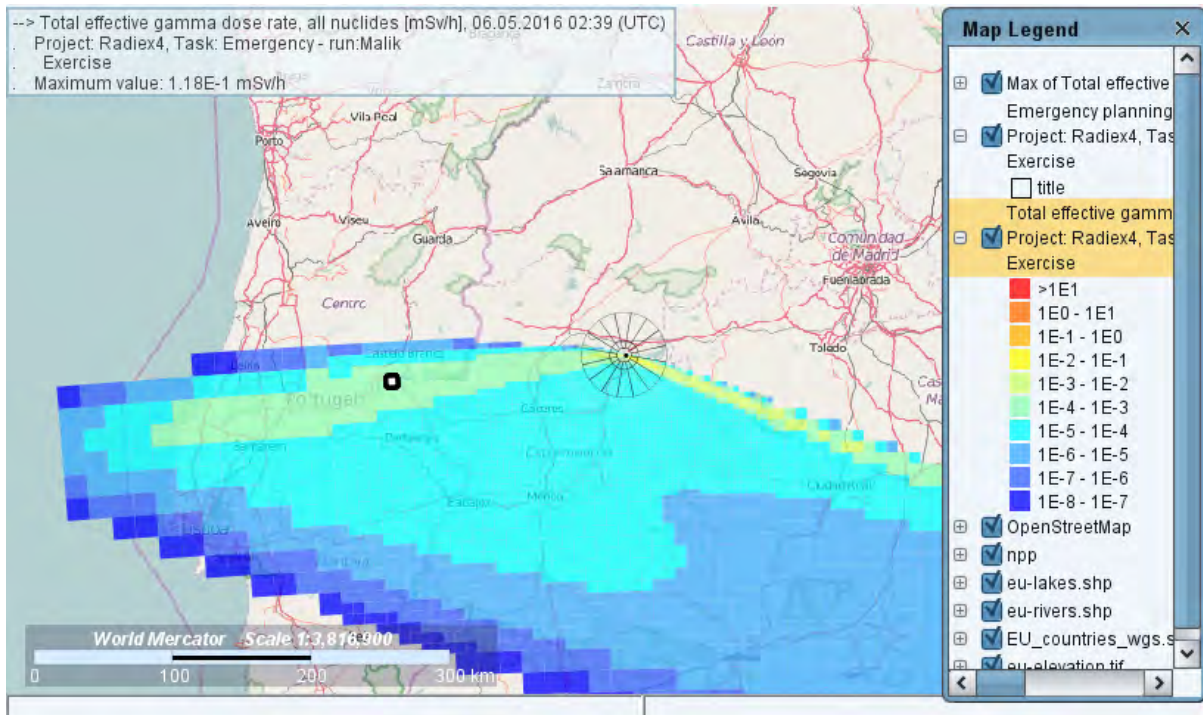 --> Total effective gamma dose rate, all nuclides [mSv/h], 06.05.2016 02:39 (UTC)
. Project: Radiex4, Task: Emergency - run:Malik
. Exercise
. Maximum value: 1.18E-1 mSv/h
Castilla y León
Zamora
Vila Real
Porto
Salamanca
Segovia
Aveiro
Viseu
Guarda
Ávila
Comunidad
de Madrid
Fuenlabrada
Centro
Toledo
Castelo Branco
Leiria
Portugal
Cáceres
Santarém
Portalegre
Extremadura
Ciudad Real
Badajoz
Mérida
World Mercator Scale 1:3,816,900
0 100 200 300 km
Map Legend
Max of Total effective
Emergency planning
Project: Radiex4, Tas
Exercise
title
Total effective gamm
Project: Radiex4, Tas
Exercise
>1E1
1E0 - 1E1
1E-1 - 1E0
1E-2 - 1E-1
1E-3 - 1E-2
1E-4 - 1E-3
1E-5 - 1E-4
1E-6 - 1E-5
1E-7 - 1E-6
1E-8 - 1E-7
OpenStreetMap
npp
eu-lakes.shp
eu-rivers.shp
EU_countries_wgs.s
eu-elevation.tif